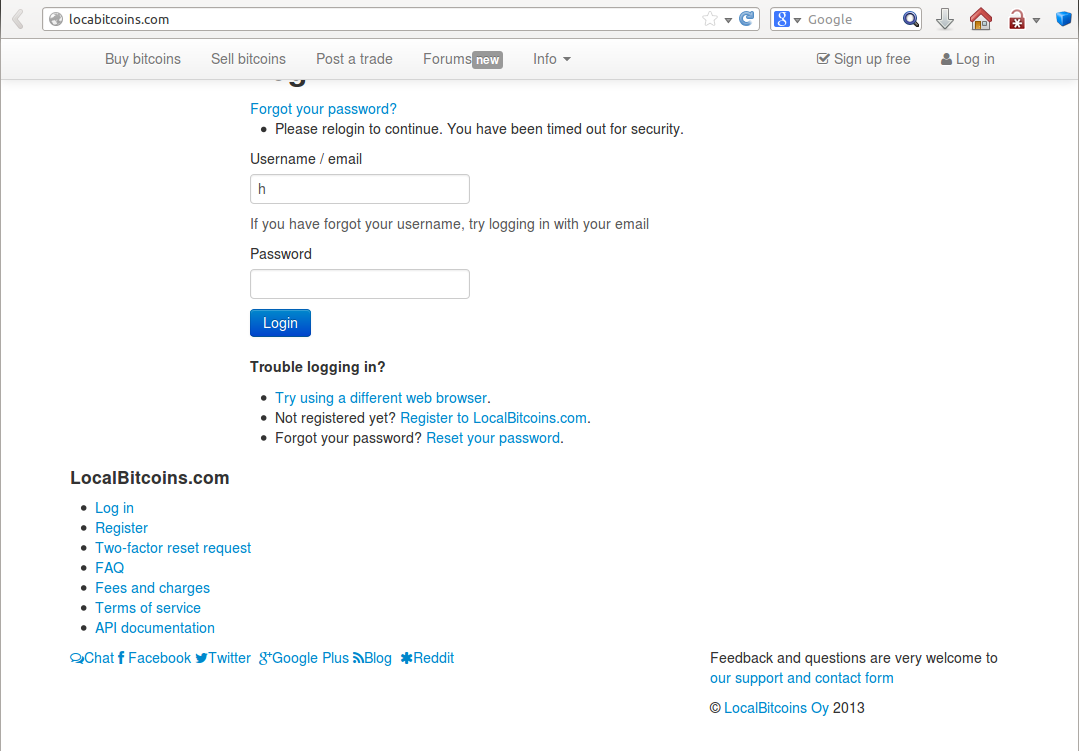 locabitcoins.com
Google
Buy bitcoins Sell bitcoins Post a trade Forums new Info Sign up free Log in
Forgot your password?
Please relogin to continue. You have been timed out for security.
Username / email
h
If you have forgot your username, try logging in with your email
Password
Login
Trouble logging in?
Try using a different web browser.
Not registered yet? Register to LocalBitcoins.com.
Forgot your password? Reset your password.
LocalBitcoins.com
Log in
Register
Two-factor reset request
FAQ
Fees and charges
Terms of service
API documentation
Chat Facebook Twitter Google Plus Blog Reddit
Feedback and questions are very welcome to
our support and contact form
© LocalBitcoins Oy 2013